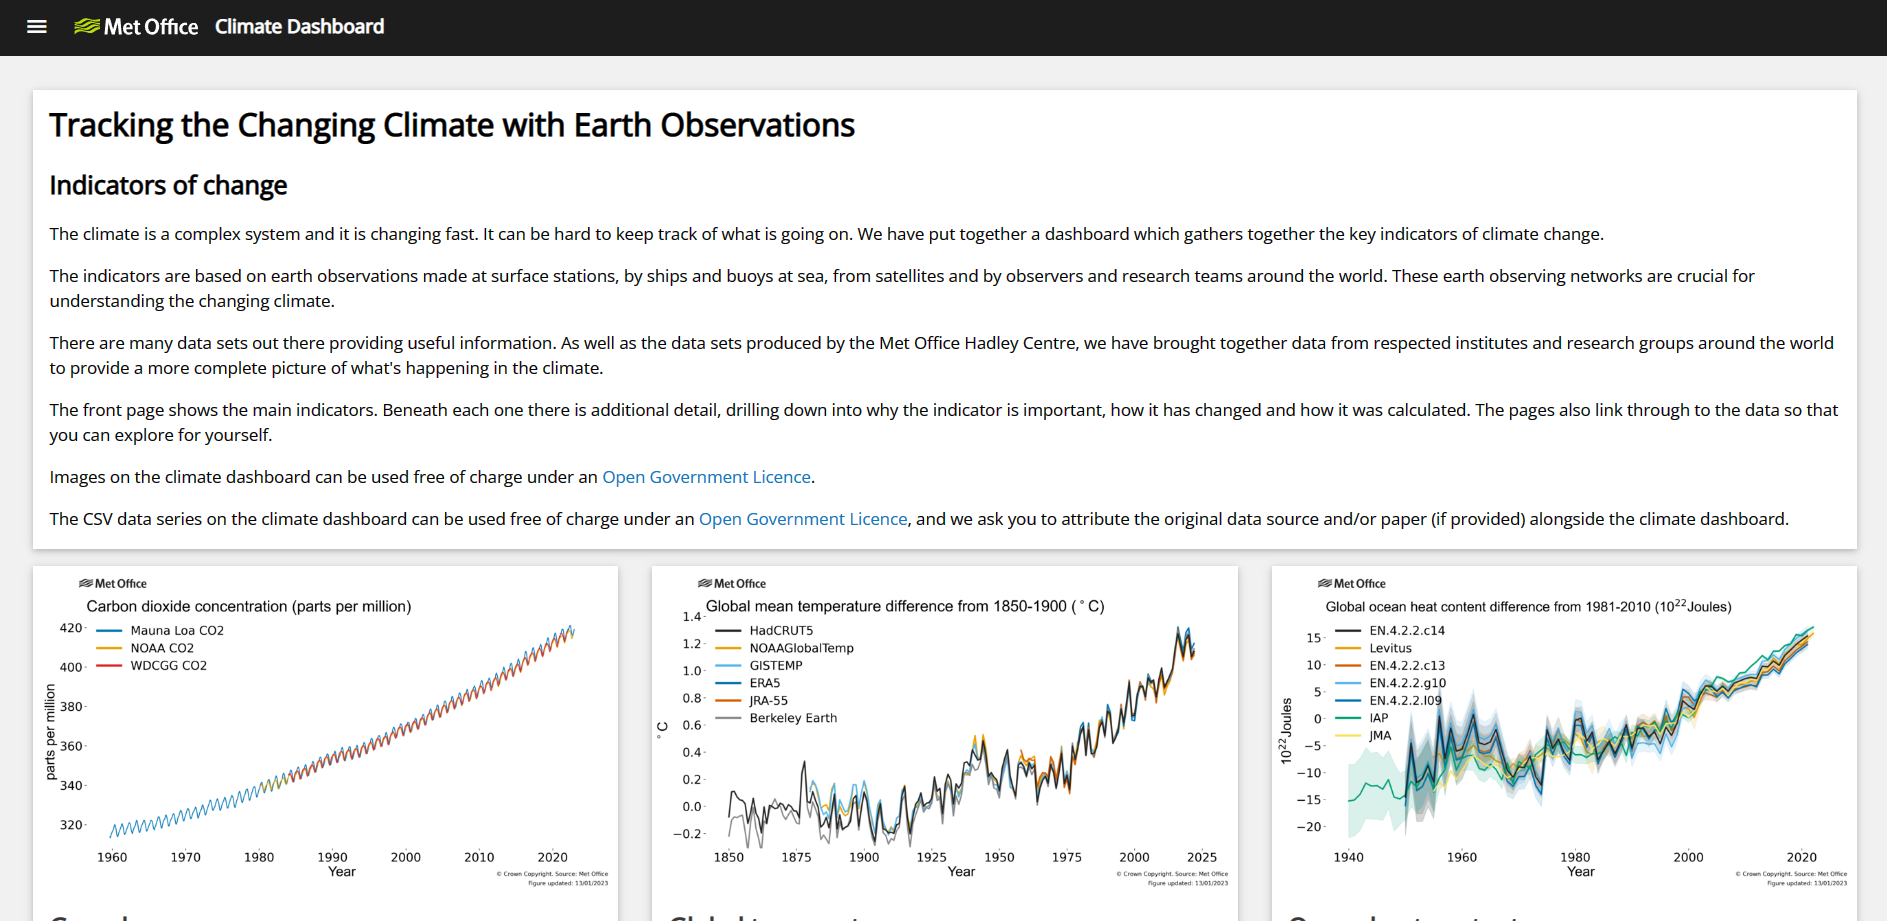 Met Office Climate Dashboard
Tracking the Changing Climate with Earth Observations
Indicators of change
The climate is a complex system and it is changing fast. It can be hard to keep track of what is going on. We have put together a dashboard which gathers together the key indicators of climate change.
The indicators are based on earth observations made at surface stations, by ships and buoys at sea, from satellites and by observers and research teams around the world. These earth observing networks are crucial for
understanding the changing climate.
There are many data sets out there providing useful information. As well as the data sets produced by the Met Office Hadley Centre, we have brought together data from respected institutes and research groups around the world
to provide a more complete picture of what's happening in the climate.
The front page shows the main indicators. Beneath each one there is additional detail, drilling down into why the indicator is important, how it has changed and how it was calculated. The pages also link through to the data so that
you can explore for yourself.
Images on the climate dashboard can be used free of charge under an Open Government Licence.
The CSV data series on the climate dashboard can be used free of charge under an Open Government Licence, and we ask you to attribute the original data source and/or paper (if provided) alongside the climate dashboard.
Met Office
Carbon dioxide concentration (parts per million)
420
400
380
360
340
320
parts per million
Mauna Loa CO2
NOAA CO2
WDCGG CO2
1960 1970 1980 1990 2000 2010 2020
Year
© Crown Copyright. Source: Met Office
Figure updated: 13/01/2023
Met Office
Global mean temperature difference from 1850-1900 (°C)
1.4
1.2
1.0
0.8
0.6
0.4
0.2
0.0
−0.2
°C
HadCRUT5
NOAAGlobalTemp
GISTEMP
ERA5
JRA-55
Berkeley Earth
1850 1875 1900 1925 1950 1975 2000 2025
Year
© Crown Copyright. Source: Met Office
Figure updated: 13/01/2023
Met Office
Global ocean heat content difference from 1981-2010 (10²²Joules)
15
10
5
0
−5
−10
−15
−20
10²²Joules
EN.4.2.2.c14
Levitus
EN.4.2.2.c13
EN.4.2.2.g10
EN.4.2.2.l09
IAP
JMA
1940 1960 1980 2000 2020
Year
© Crown Copyright. Source: Met Office
Figure updated: 13/01/2023